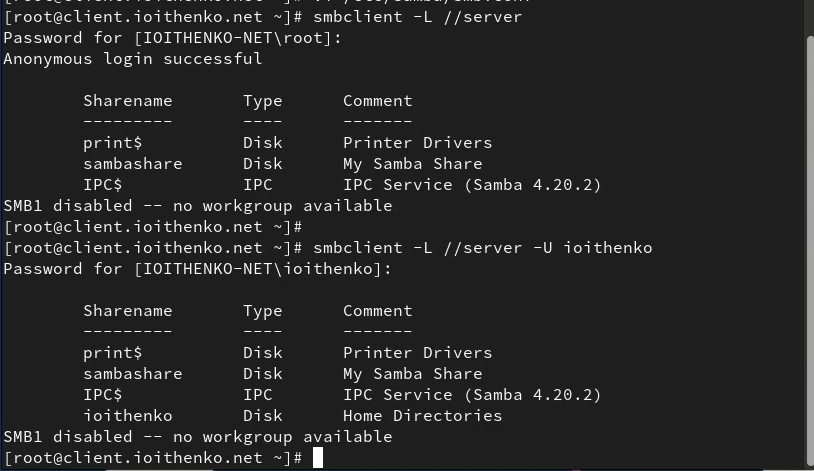 [root@client.ioithenko.net ~]# smbclient -L //server
Password for [IOITHENKO-NET\root]:
Anonymous login successful
        Sharename       Type      Comment
        ---------       ----      -------
        print$          Disk      Printer Drivers
        sambashare      Disk      My Samba Share
        IPC$            IPC       IPC Service (Samba 4.20.2)
SMB1 disabled -- no workgroup available
[root@client.ioithenko.net ~]#
[root@client.ioithenko.net ~]# smbclient -L //server -U ioithenko
Password for [IOITHENKO-NET\ioithenko]:
        Sharename       Type      Comment
        ---------       ----      -------
        print$          Disk      Printer Drivers
        sambashare      Disk      My Samba Share
        IPC$            IPC       IPC Service (Samba 4.20.2)
        ioithenko       Disk      Home Directories
SMB1 disabled -- no workgroup available
[root@client.ioithenko.net ~]#